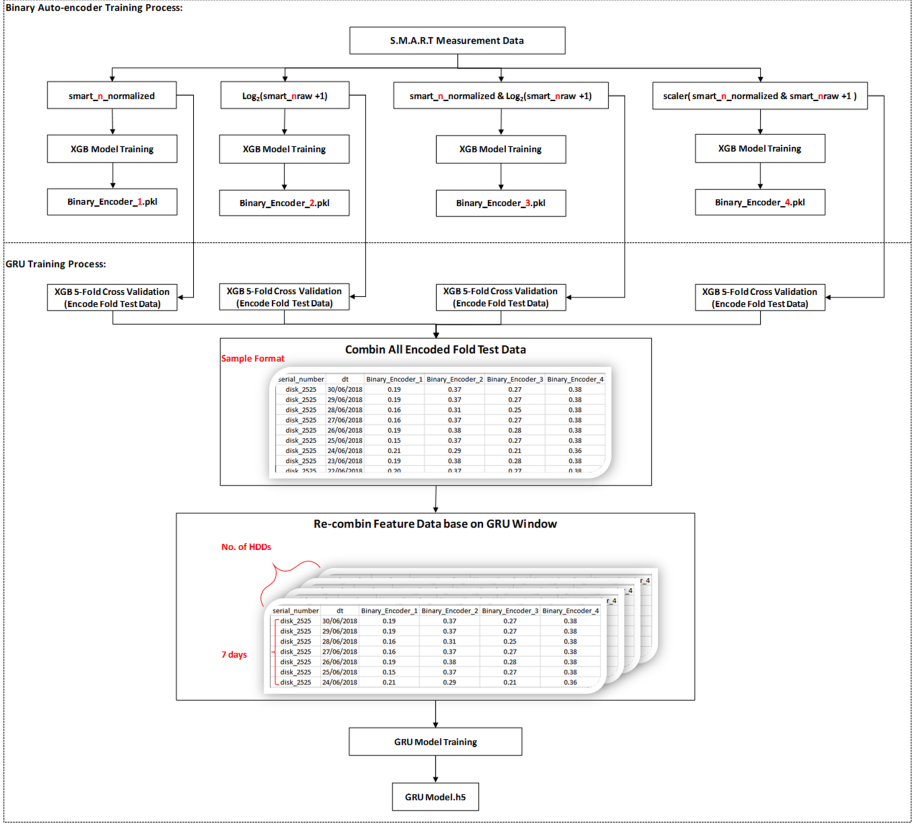 Binary Auto-encoder Training Process:
S.M.A.R.T Measurement Data
smart_n_normalized
Log2(smart_nraw +1)
smart_n_normalized & Log2(smart_nraw +1)
scaler( smart_n_normalized & smart_nraw +1 )
XGB Model Training
XGB Model Training
XGB Model Training
XGB Model Training
Binary_Encoder_1.pkl
Binary_Encoder_2.pkl
Binary_Encoder_3.pkl
Binary_Encoder_4.pkl
GRU Training Process:
XGB 5-Fold Cross Validation
(Encode Fold Test Data)
XGB 5-Fold Cross Validation
(Encode Fold Test Data)
XGB 5-Fold Cross Validation
(Encode Fold Test Data)
XGB 5-Fold Cross Validation
(Encode Fold Test Data)
Combin All Encoded Fold Test Data
Sample Format
serial_number dt Binary_Encoder_1 Binary_Encoder_2 Binary_Encoder_3 Binary_Encoder_4
disk_2525 30/06/2018 0.19 0.37 0.27 0.38
disk_2525 29/06/2018 0.19 0.37 0.27 0.38
disk_2525 28/06/2018 0.16 0.31 0.25 0.38
disk_2525 27/06/2018 0.16 0.37 0.27 0.38
disk_2525 26/06/2018 0.19 0.38 0.28 0.38
disk_2525 25/06/2018 0.15 0.37 0.27 0.38
disk_2525 24/06/2018 0.21 0.29 0.21 0.36
disk_2525 23/06/2018 0.19 0.38 0.28 0.38
disk_2525 22/06/2018 0.20 0.37 0.27 0.38
Re-combin Feature Data base on GRU Window
No. of HDDs
r_4
r_4
serial_number dt Binary_Encoder_1 Binary_Encoder_2 Binary_Encoder_3 Binary_Encoder_4
disk_2525 30/06/2018 0.19 0.37 0.27 0.38
disk_2525 29/06/2018 0.19 0.37 0.27 0.38
disk_2525 28/06/2018 0.16 0.31 0.25 0.38
7 days
disk_2525 27/06/2018 0.16 0.37 0.27 0.38
disk_2525 26/06/2018 0.19 0.38 0.28 0.38
disk_2525 25/06/2018 0.15 0.37 0.27 0.38
disk_2525 24/06/2018 0.21 0.29 0.21 0.36
GRU Model Training
GRU Model.h5